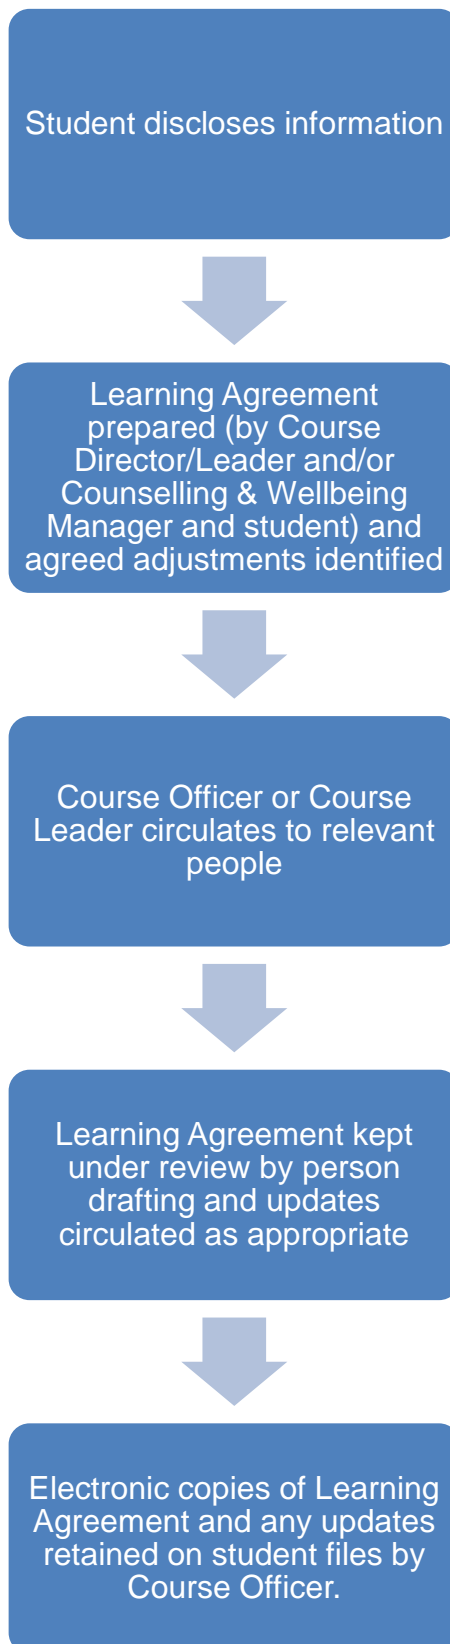 Student discloses information
Learning Agreement
prepared (by Course
Director/Leader and/or
Counselling & Wellbeing
Manager and student) and
agreed adjustments identified
Course Officer or Course
Leader circulates to relevant
people
Learning Agreement kept
under review by person
drafting and updates
circulated as appropriate
Electronic copies of Learning
Agreement and any updates
retained on student files by
Course Officer.